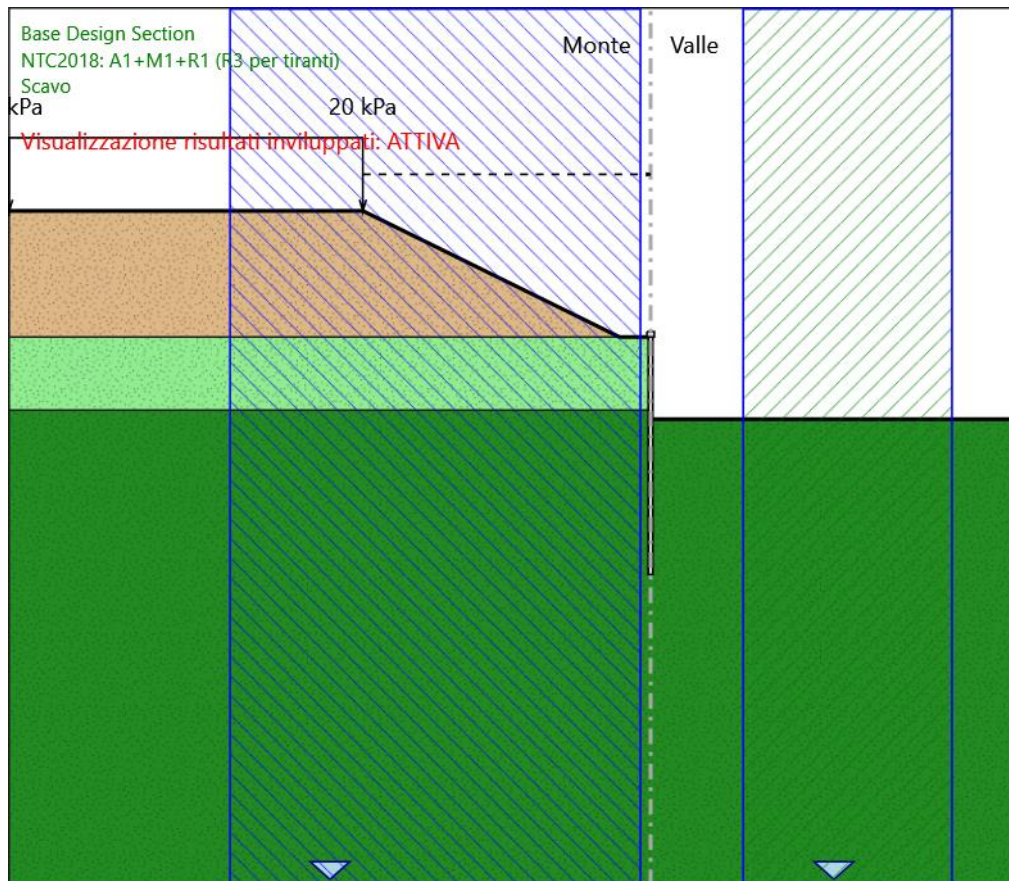 Base Design Section
Monte
Valle
NTC2018: A1+M1+R1 (R3 per tiranti)
Scavo
kPa
20 kPa
Visualizzazione risultati inviluppati: ATTIVA